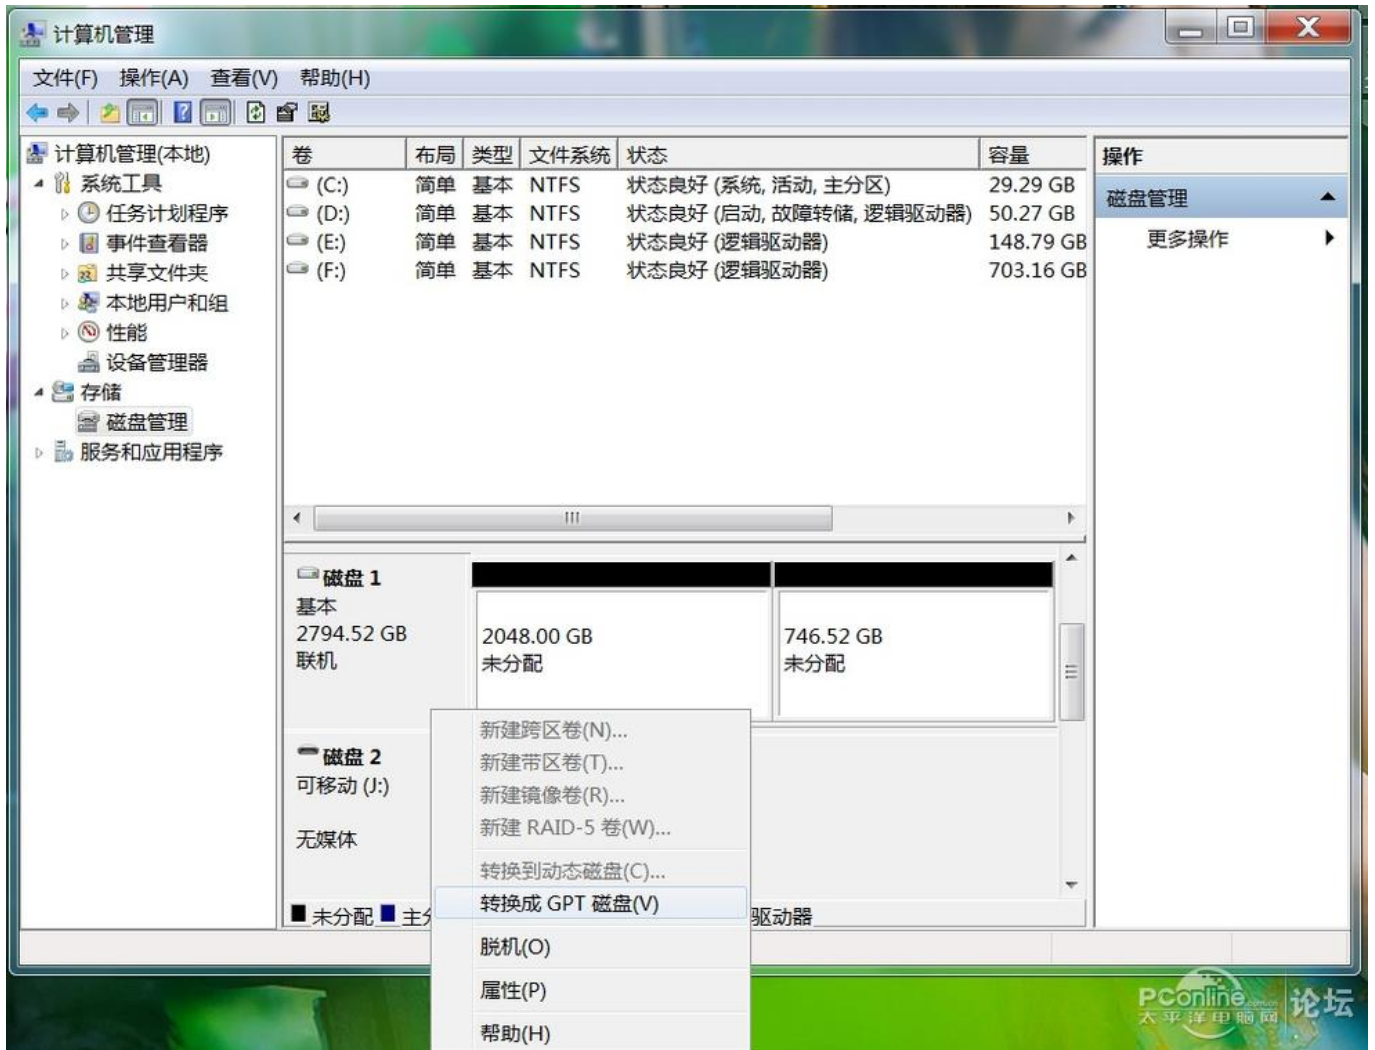 计算机管理
文件(F) 操作(A) 查看(V) 帮助(H)
计算机管理(本地)
系统工具
任务计划程序
事件查看器
共享文件夹
本地用户和组
性能
设备管理器
存储
磁盘管理
服务和应用程序
卷 布局 类型 文件系统 状态 容量
(C:) 简单 基本 NTFS 状态良好 (系统, 活动, 主分区) 29.29 GB
(D:) 简单 基本 NTFS 状态良好 (启动, 故障转储, 逻辑驱动器) 50.27 GB
(E:) 简单 基本 NTFS 状态良好 (逻辑驱动器) 148.79 GB
(F:) 简单 基本 NTFS 状态良好 (逻辑驱动器) 703.16 GB
操作
磁盘管理
更多操作
磁盘 1
基本
2794.52 GB
联机
2048.00 GB
未分配
746.52 GB
未分配
磁盘 2
可移动 (J:)
无媒体
未分配 主分 驱动器
新建跨区卷(N)...
新建带区卷(T)...
新建镜像卷(R)...
新建 RAID-5 卷(W)...
转换到动态磁盘(C)...
转换成 GPT 磁盘(V)
脱机(O)
属性(P)
帮助(H)
PConline.com.cn 论坛
太平洋电脑网